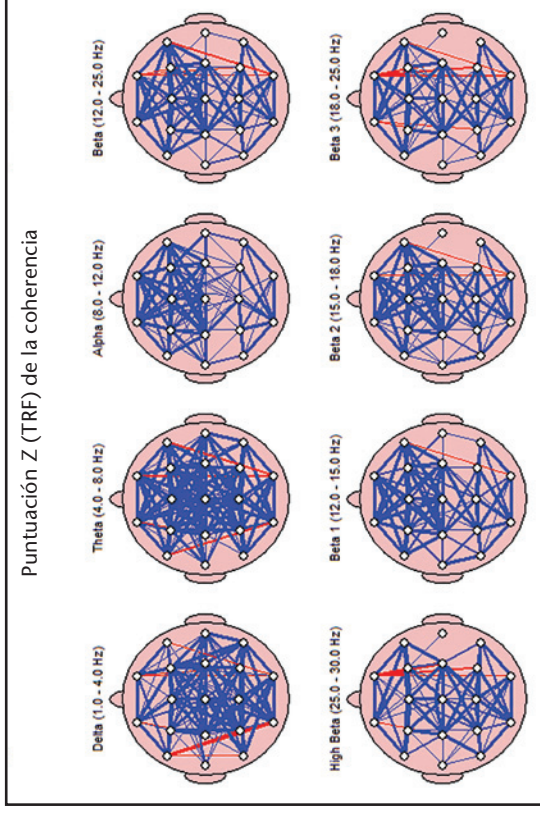 Puntuación Z (TRF) de la coherencia
Delta (1.0 - 4.0 Hz)
Theta (4.0 - 8.0 Hz)
Alpha (8.0 - 12.0 Hz)
Beta (12.0 - 25.0 Hz)
High Beta (25.0 - 30.0 Hz)
Beta 1 (12.0 - 15.0 Hz)
Beta 2 (15.0 - 18.0 Hz)
Beta 3 (18.0 - 25.0 Hz)